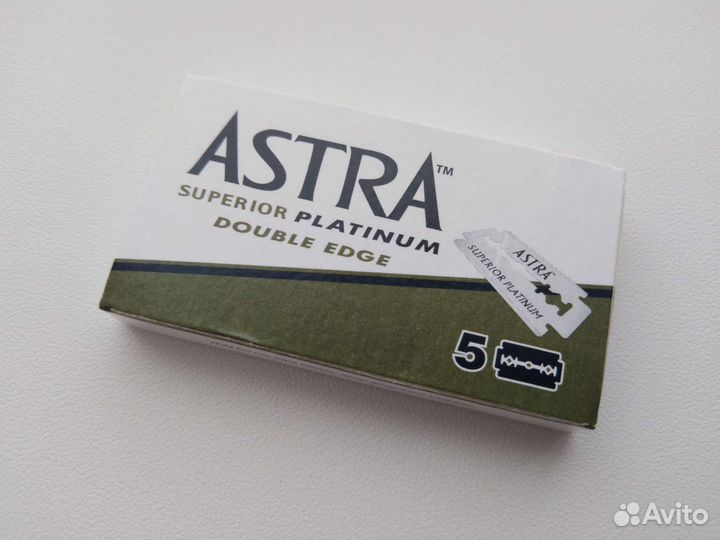 ASTRA™
SUPERIOR PLATINUM
DOUBLE EDGE
ASTRA
SUPERIOR PLATINUM
5
Avito